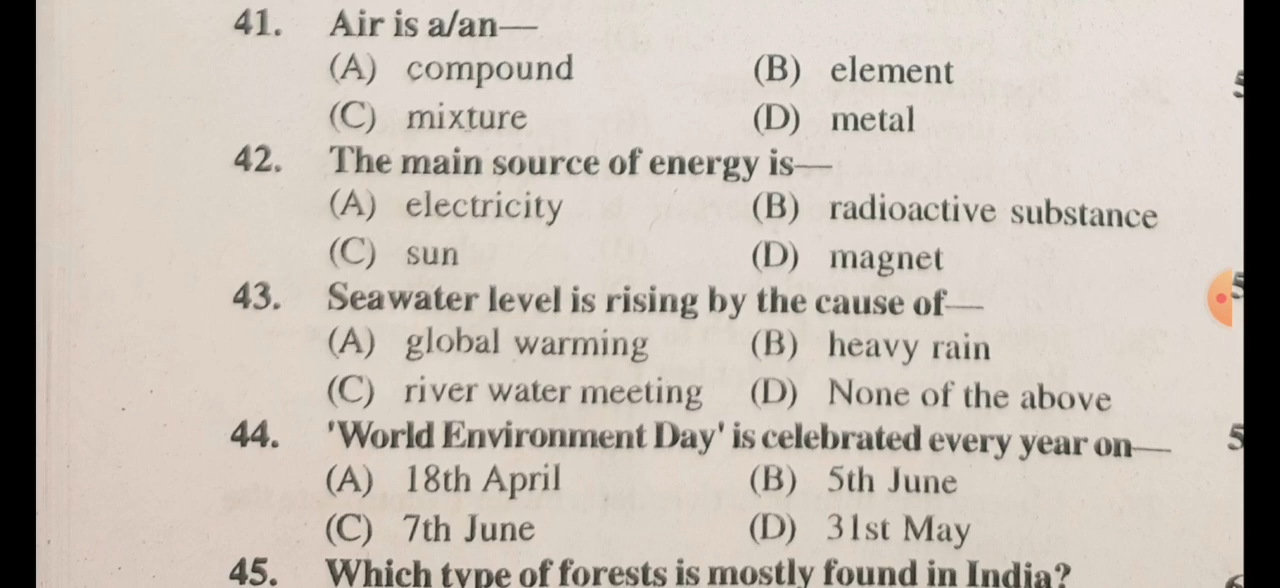 41. Air is a/an—
(A) compound (B) element
(C) mixture (D) metal
42. The main source of energy is—
(A) electricity (B) radioactive substance
(C) sun (D) magnet
43. Seawater level is rising by the cause of—
(A) global warming (B) heavy rain
(C) river water meeting (D) None of the above
44. 'World Environment Day' is celebrated every year on—
(A) 18th April (B) 5th June
(C) 7th June (D) 31st May
45. Which type of forests is mostly found in India?